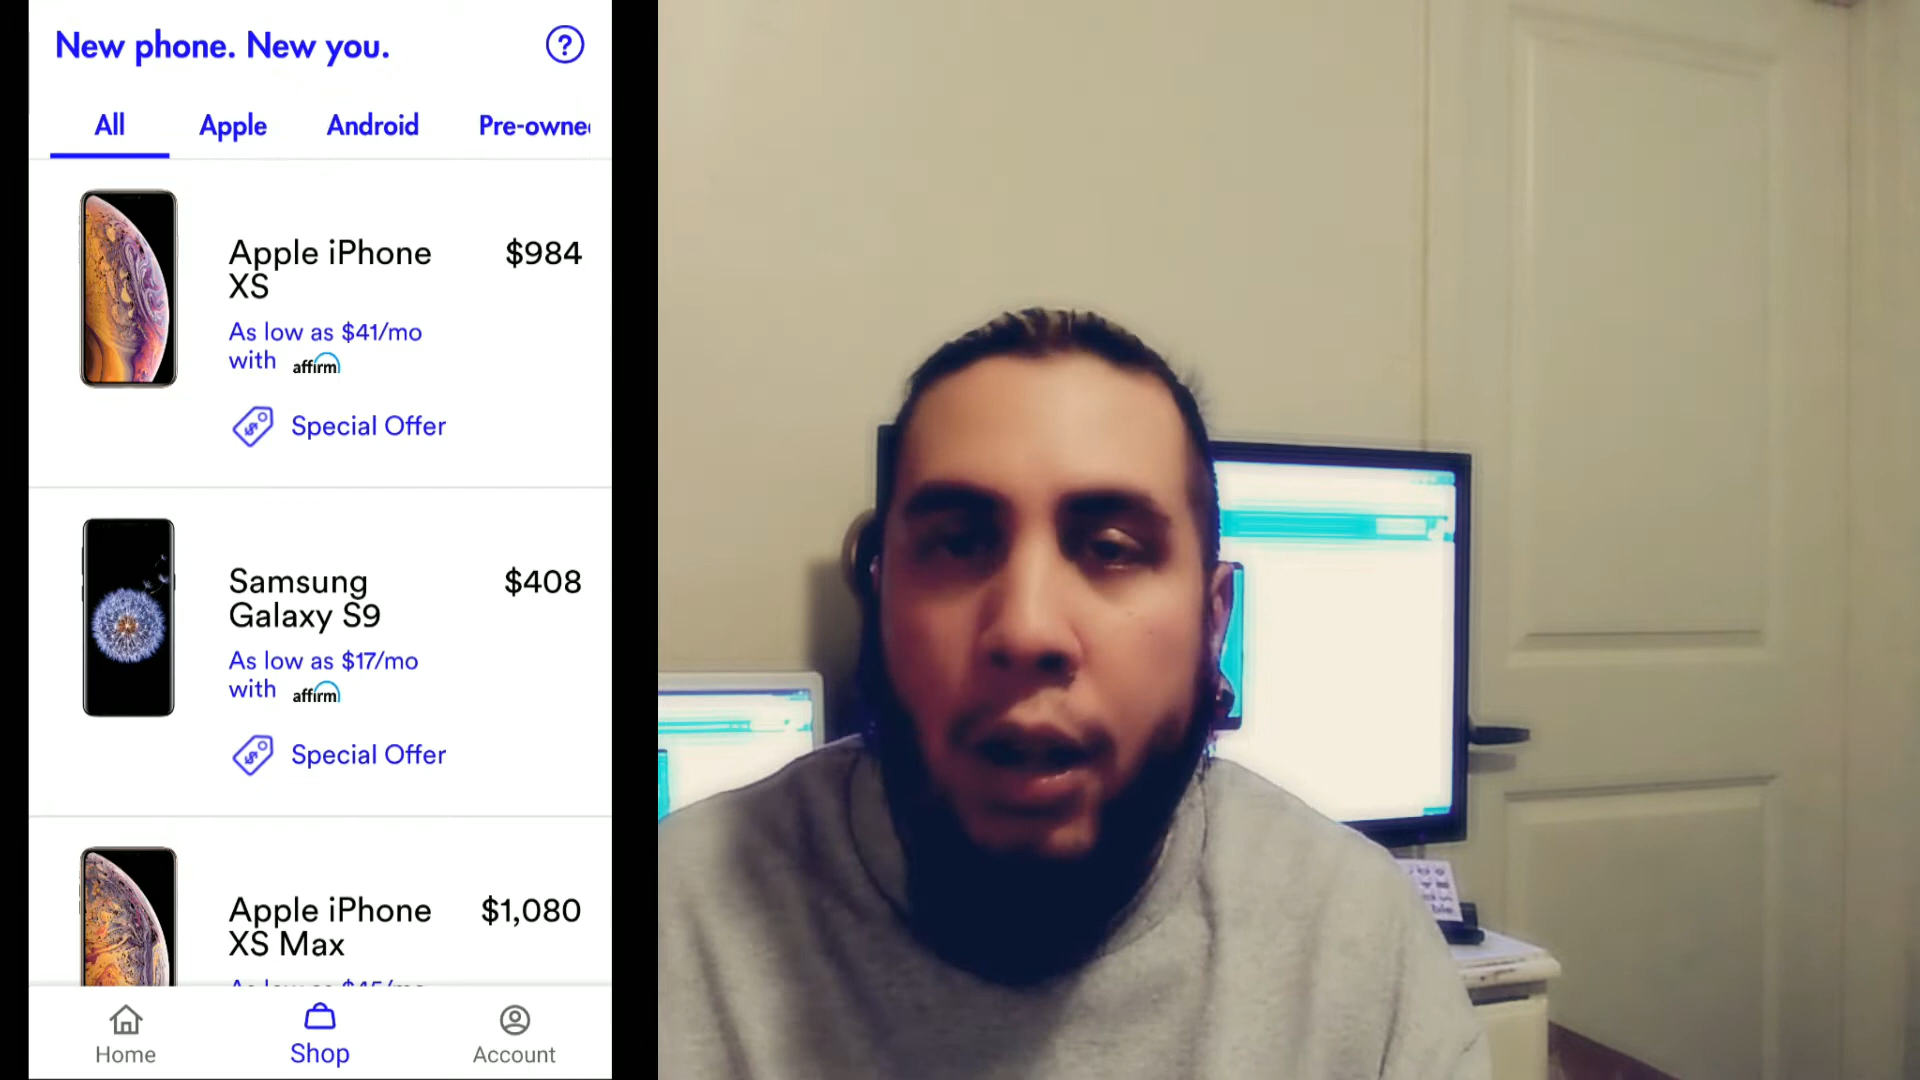 New phone. New you.
?
All Apple Android Pre-owne
Apple iPhone $984
XS
As low as $41/mo
with affirm
Special Offer
Samsung $408
Galaxy S9
As low as $17/mo
with affirm
Special Offer
Apple iPhone $1,080
XS Max
Home Shop Account